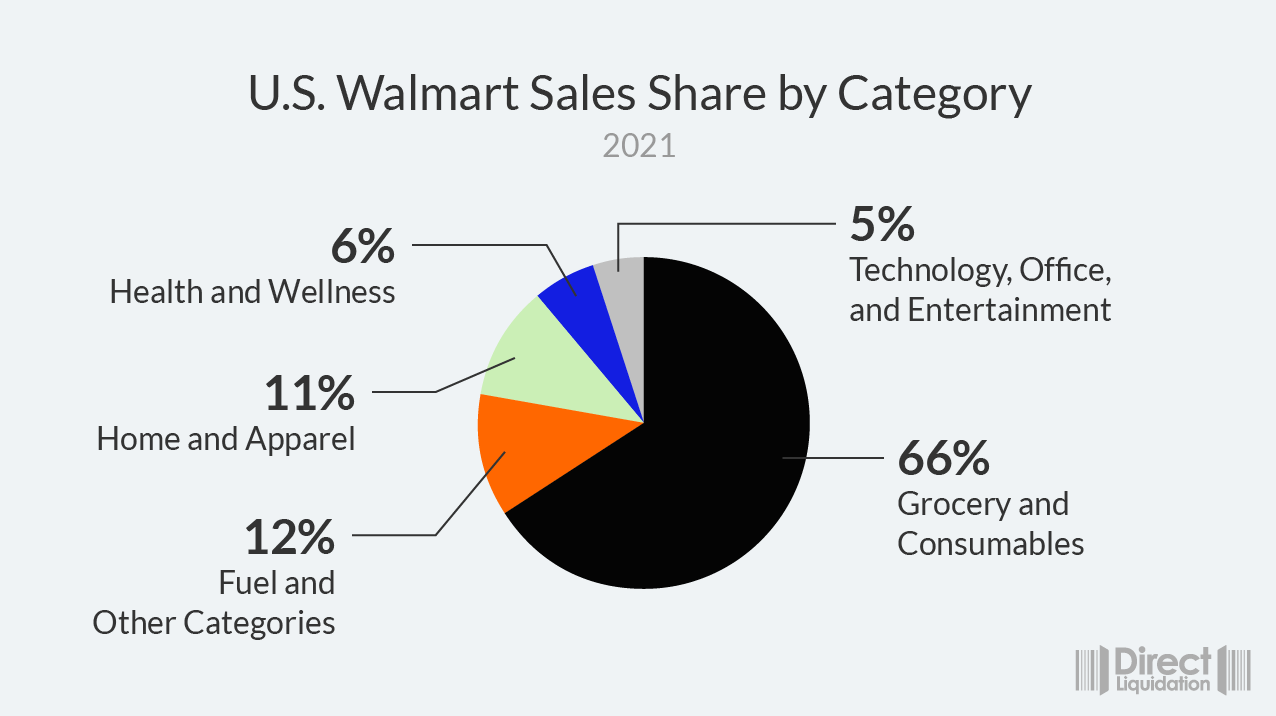 U.S. Walmart Sales Share by Category
2021
5%
Technology, Office,
and Entertainment
6%
Health and Wellness
11%
Home and Apparel
66%
Grocery and
Consumables
12%
Fuel and
Other Categories
Direct
Liquidation